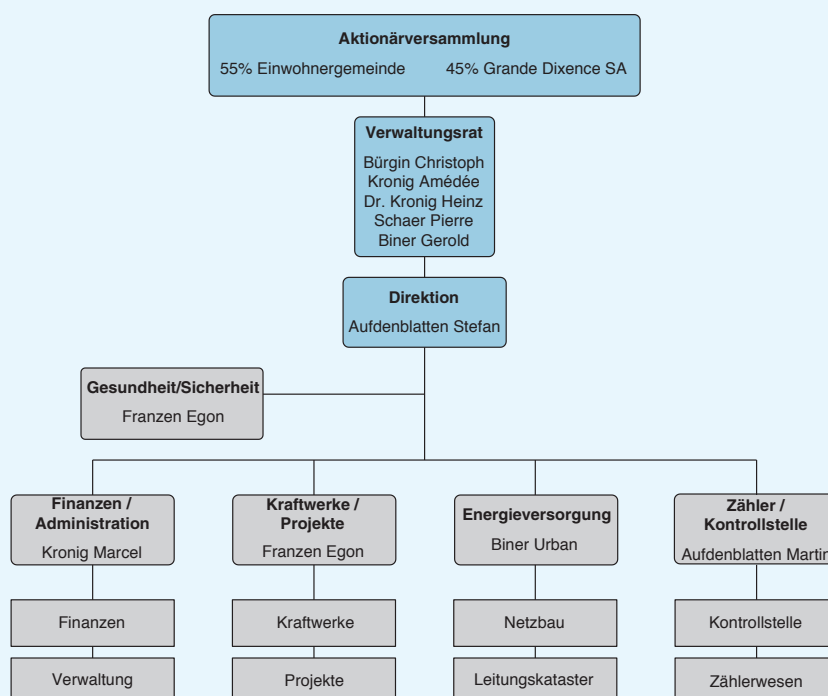 Aktionärversammlung
55% Einwohnergemeinde 45% Grande Dixence SA
Verwaltungsrat
Bürgin Christoph
Kronig Amédée
Dr. Kronig Heinz
Schaer Pierre
Biner Gerold
Direktion
Aufdenblatten Stefan
Gesundheit/Sicherheit
Franzen Egon
Finanzen /
Administration
Kronig Marcel
Kraftwerke /
Projekte
Franzen Egon
Energieversorgung
Biner Urban
Zähler /
Kontrollstelle
Aufdenblatten Martin
Finanzen
Kraftwerke
Netzbau
Kontrollstelle
Verwaltung
Projekte
Leitungskataster
Zählerwesen